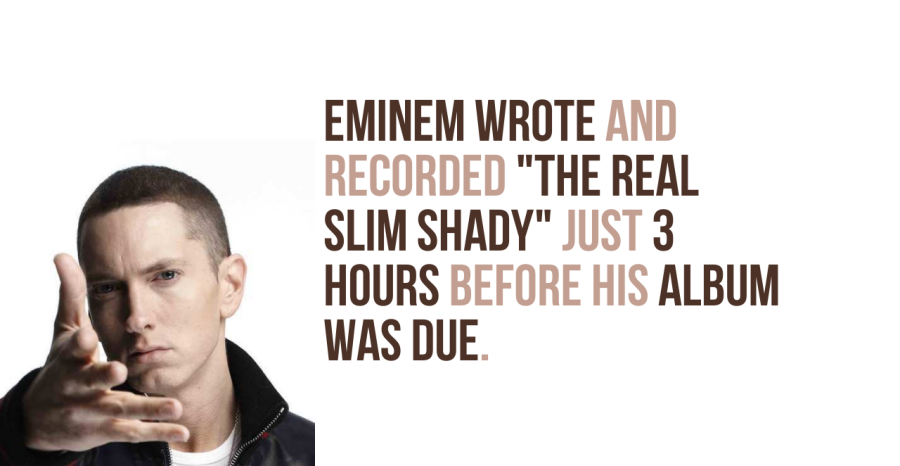 EMINEM WROTE AND
RECORDED "THE REAL
SLIM SHADY" JUST 3
HOURS BEFORE HIS ALBUM
WAS DUE.